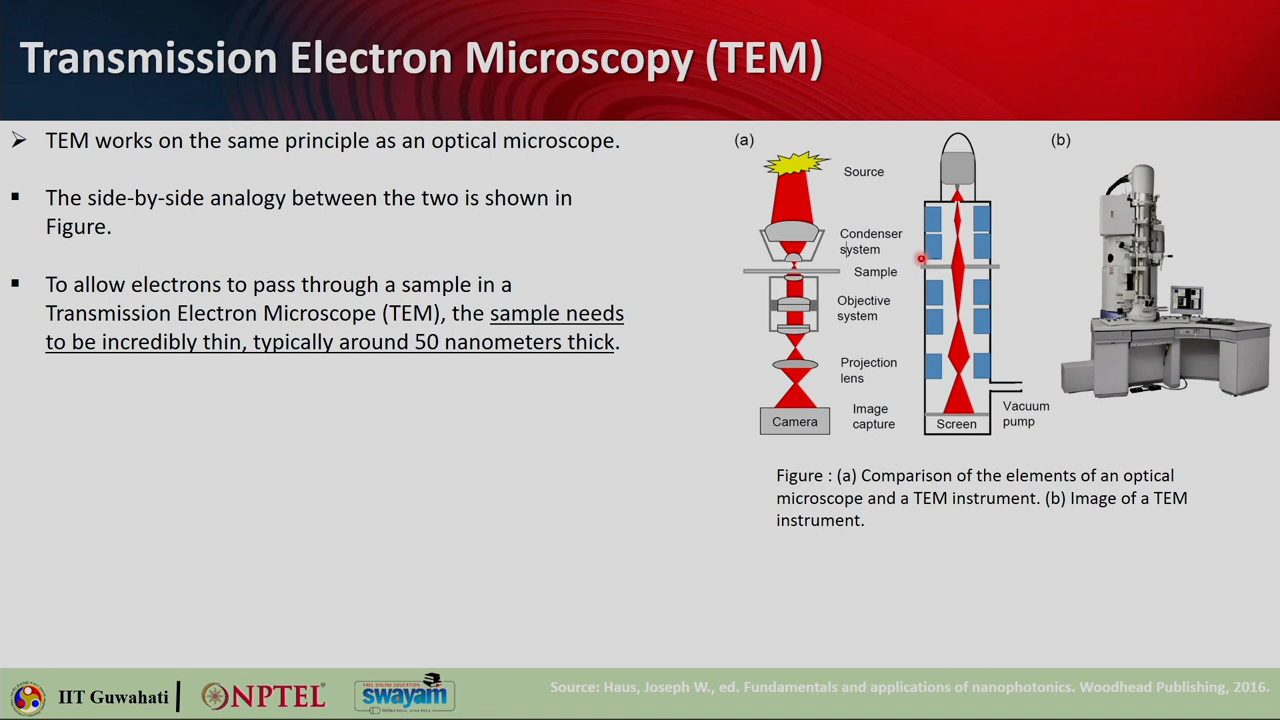 Transmission Electron Microscopy (TEM)
TEM works on the same principle as an optical microscope.
The side-by-side analogy between the two is shown in
Figure.
To allow electrons to pass through a sample in a
Transmission Electron Microscope (TEM), the sample needs
to be incredibly thin, typically around 50 nanometers thick.
(a)
(b)
Source
Condenser
system
Sample
Objective
system
Projection
lens
Image
capture
Camera
Screen
Vacuum
pump
Figure : (a) Comparison of the elements of an optical
microscope and a TEM instrument. (b) Image of a TEM
instrument.
IIT Guwahati
NPTEL
FREE ONLINE EDUCATION
swayam
Source: Haus, Joseph W., ed. Fundamentals and applications of nanophotonics. Woodhead Publishing, 2016.